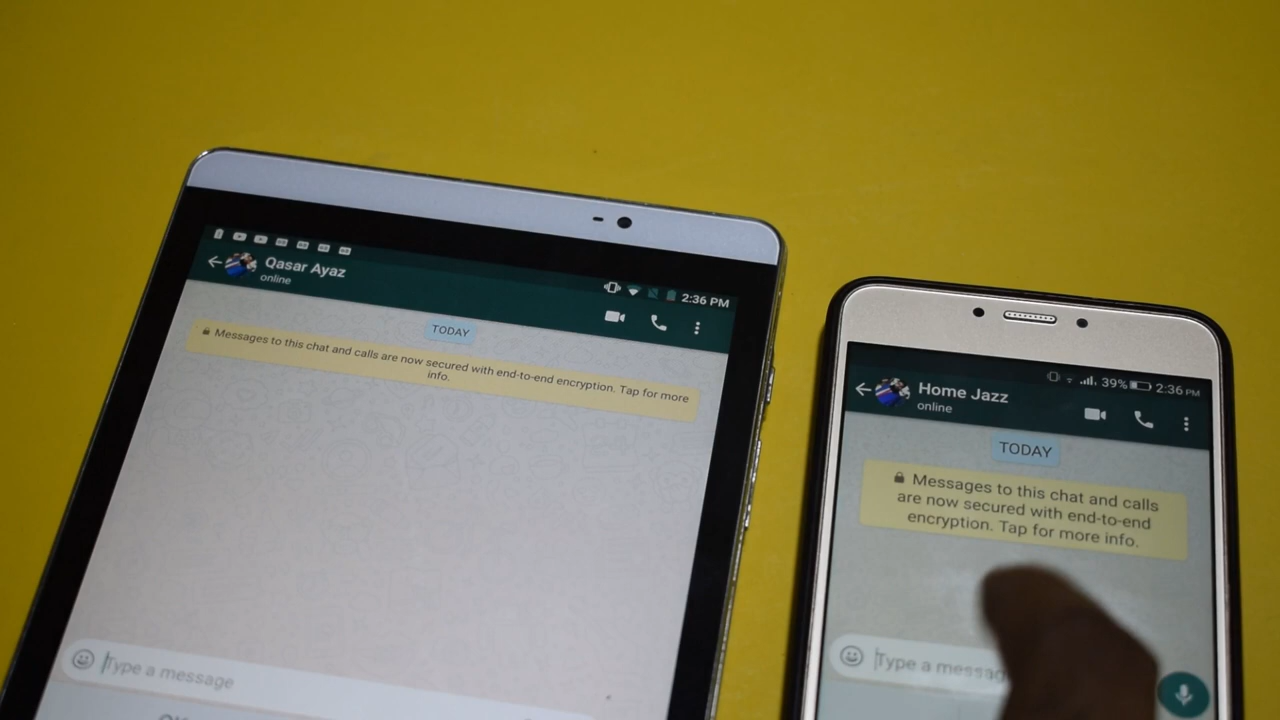 2:36 PM
Qasar Ayaz
online
TODAY
Messages to this chat and calls are now secured with end-to-end encryption. Tap for more
info.
Type a message
39% 2:36 PM
Home Jazz
online
TODAY
Messages to this chat and calls
are now secured with end-to-end
encryption. Tap for more info.
Type a messag